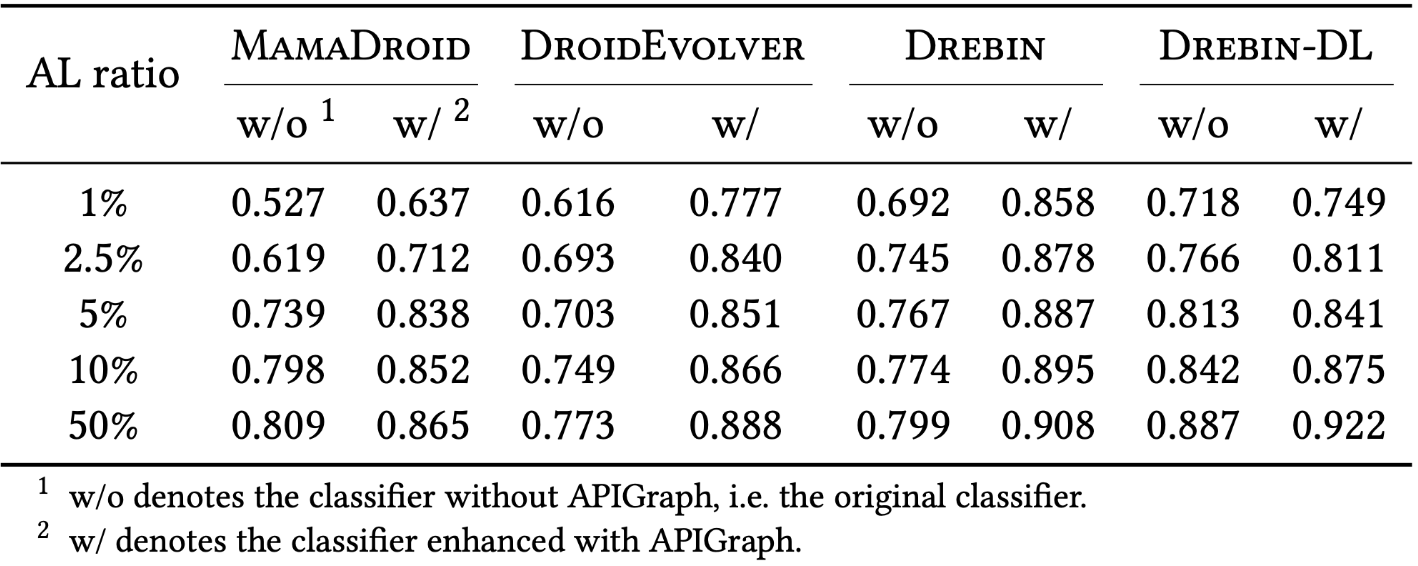 AL ratio MAMADROID DROIDEVOLVER DREBIN DREBIN-DL
w/o 1 w/ 2 w/o w/ w/o w/ w/o w/
1% 0.527 0.637 0.616 0.777 0.692 0.858 0.718 0.749
2.5% 0.619 0.712 0.693 0.840 0.745 0.878 0.766 0.811
5% 0.739 0.838 0.703 0.851 0.767 0.887 0.813 0.841
10% 0.798 0.852 0.749 0.866 0.774 0.895 0.842 0.875
50% 0.809 0.865 0.773 0.888 0.799 0.908 0.887 0.922
1 w/o denotes the classifier without APIGraph, i.e. the original classifier.
2 w/ denotes the classifier enhanced with APIGraph.